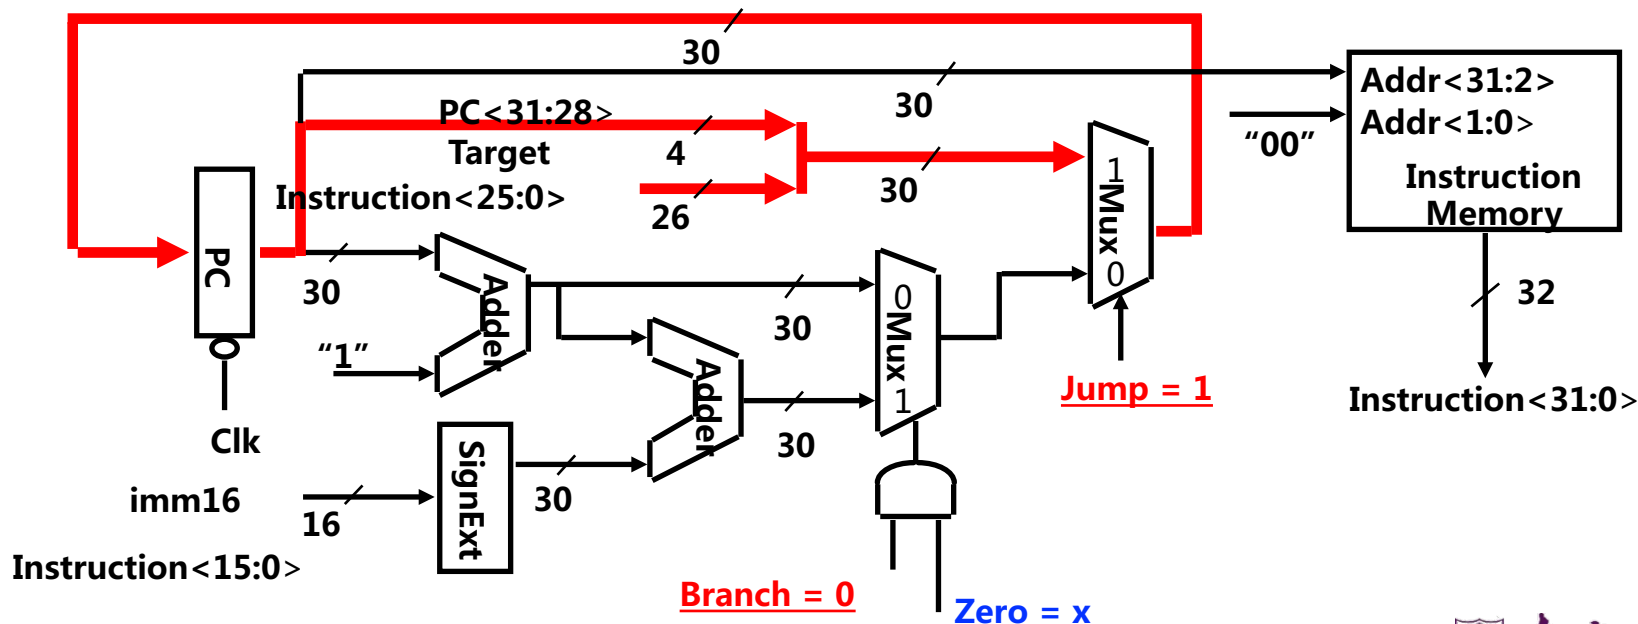 30
30
Addr<31:2>
PC<31:28>
Addr<1:0>
Target
4
"00"
1
Mux
0
30
Instruction
Memory
Instruction<25:0>
26
PC
30
Adder
"1"
30
0
Mux
1
32
Adder
Jump = 1
Instruction<31:0>
Clk
30
SignExt
imm16
16
30
Instruction<15:0>
Branch = 0
Zero = x